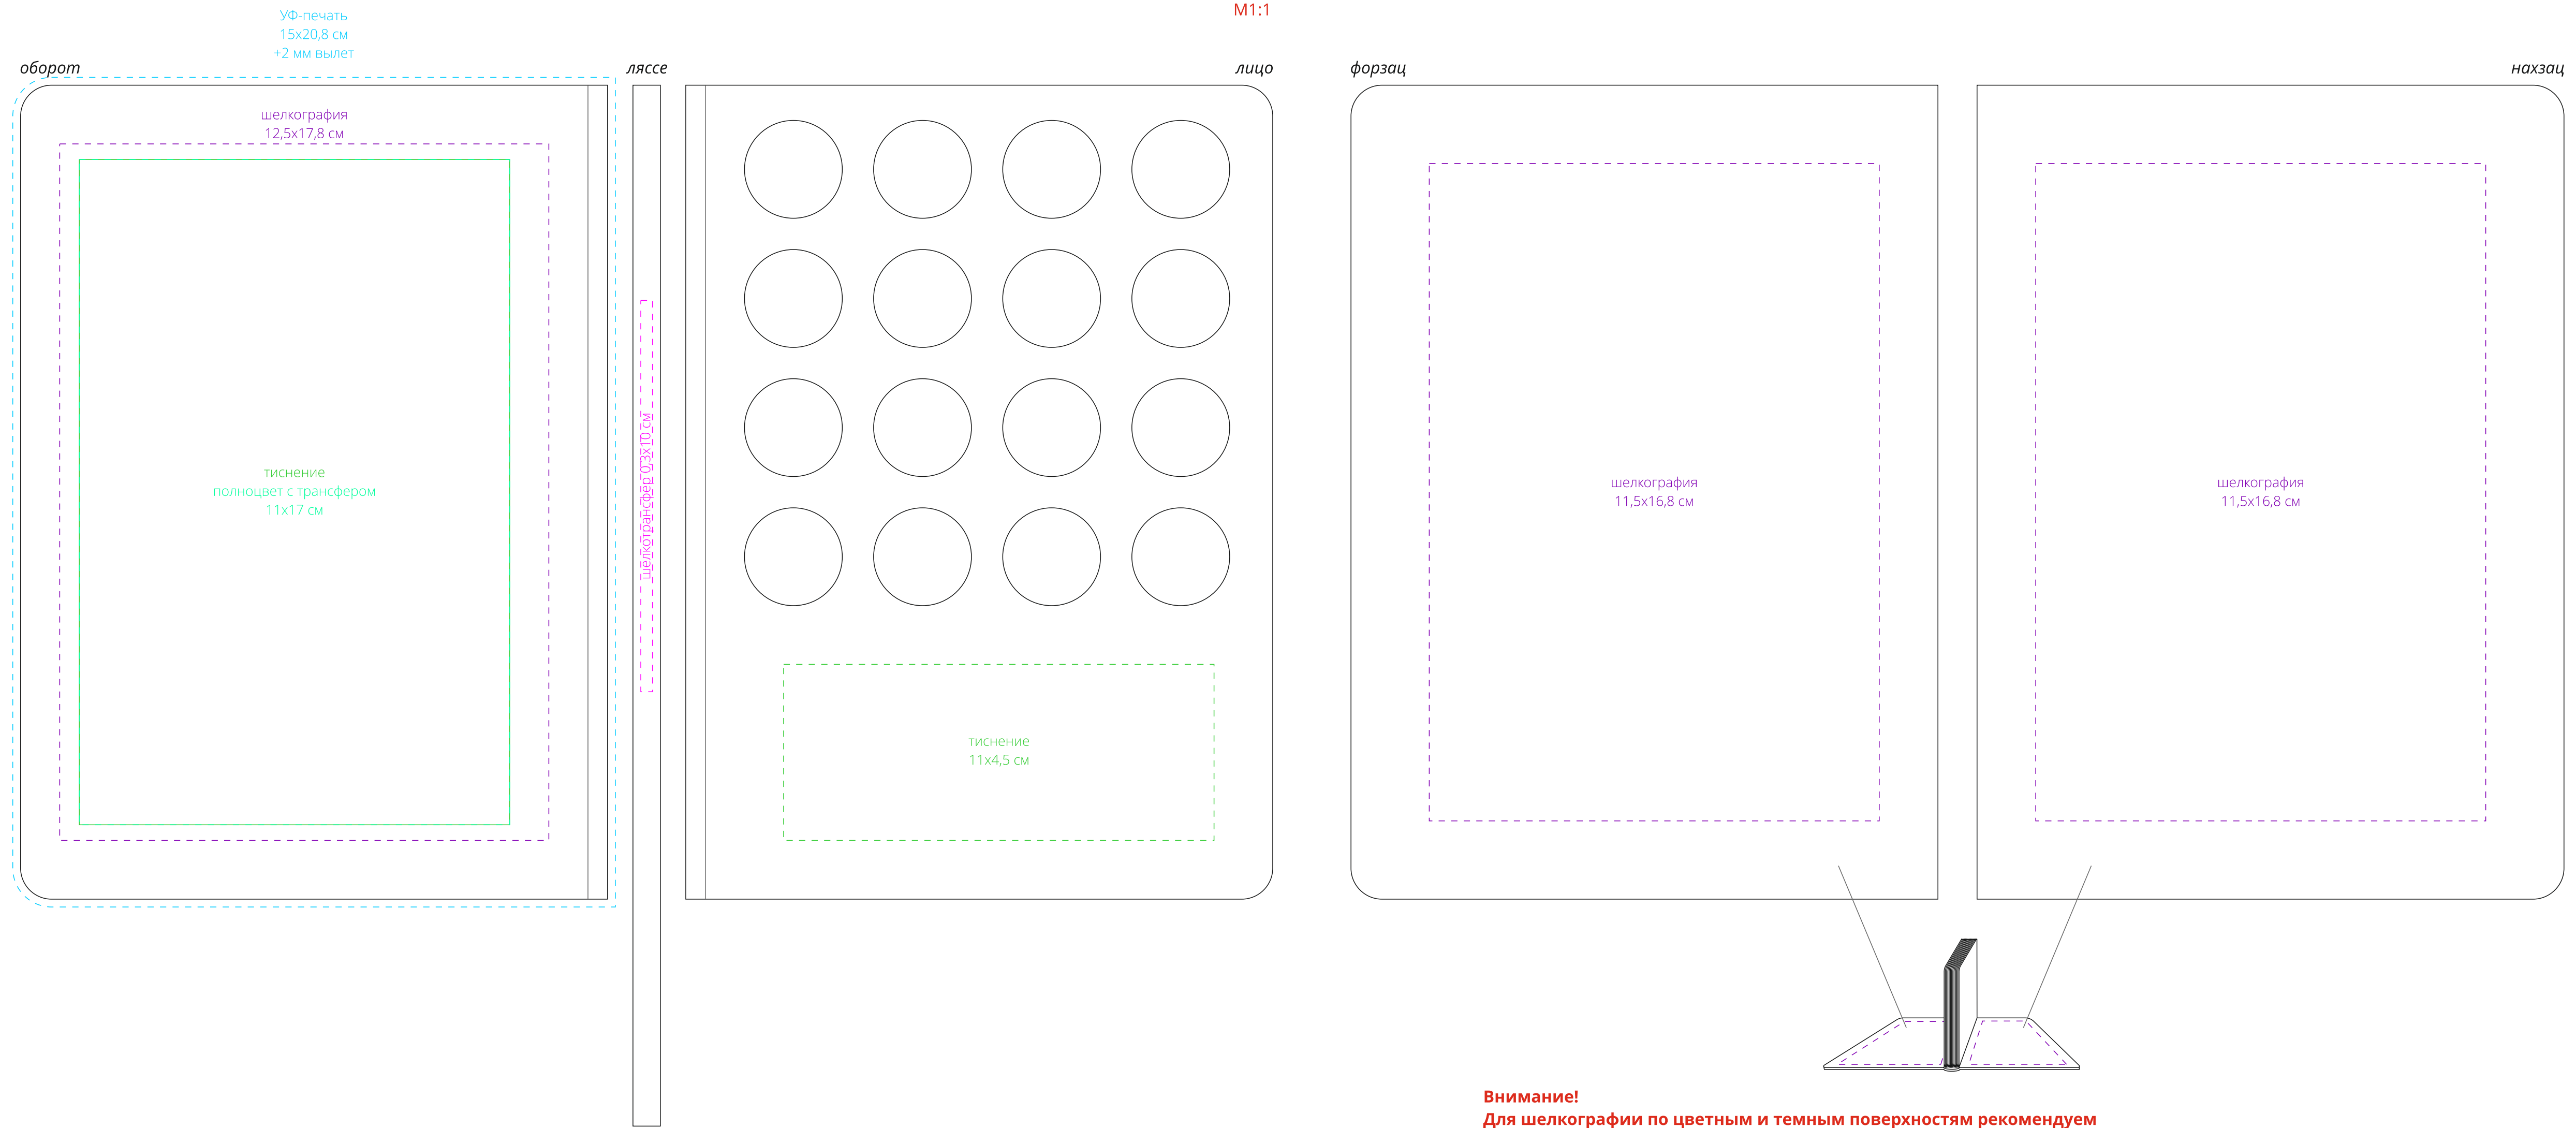 УФ-печать
15х20,8 см
+2 мм вылет
М1:1
оборот
ляссе
лицо
форзац
нахзац
шелкография
12,5х17,8 см
тиснение
полноцвет с трансфером
11х17 см
шелкотрансфер 0,3х10 см
тиснение
11х4,5 см
шелкография
11,5х16,8 см
шелкография
11,5х16,8 см
Внимание!
Для шелкографии по цветным и темным поверхностям рекомендуем